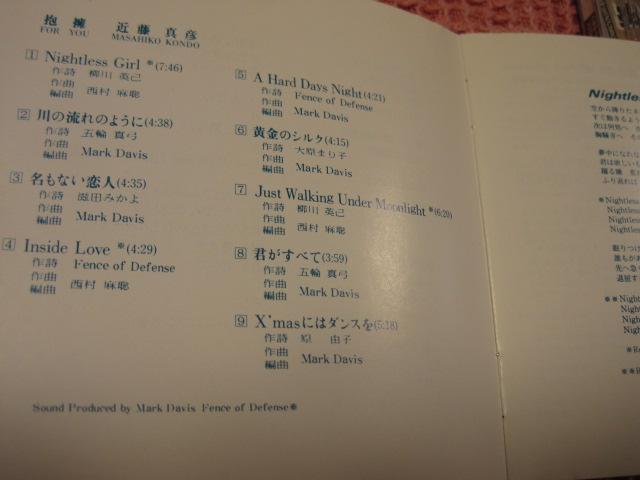 抱擁 近藤真彦
FOR YOU MASAHIKO KONDO
1 Nightless Girl ※(7:46)
作詩 柳川英己
作曲
編曲 西村麻聡
2 川の流れのように(4:38)
作詩 五輪真弓
作曲
編曲 Mark Davis
3 名もない恋人(4:35)
作詩 滋田みかよ
作曲
編曲 Mark Davis
4 Inside Love ※(4:29)
作詩 Fence of Defense
作曲
編曲 西村麻聡
5 A Hard Days Night(4:21)
作詩 Fence of Defense
作曲
編曲 Mark Davis
6 黄金のシルク(4:15)
作詩 大原まり子
作曲
編曲 Mark Davis
7 Just Walking Under Moonlight ※(6:20)
作詩 柳川英己
作曲
編曲 西村麻聡
8 君がすべて(3:59)
作詩 五輪真弓
作曲
編曲 Mark Davis
9 X'masにはダンスを(5:18)
作詩 原由子
作曲
編曲 Mark Davis
Sound Produced by Mark Davis Fence of Defense※
Nightles
※Nightless
Nightless
Nightless
※※Night
Nigh
Nigh